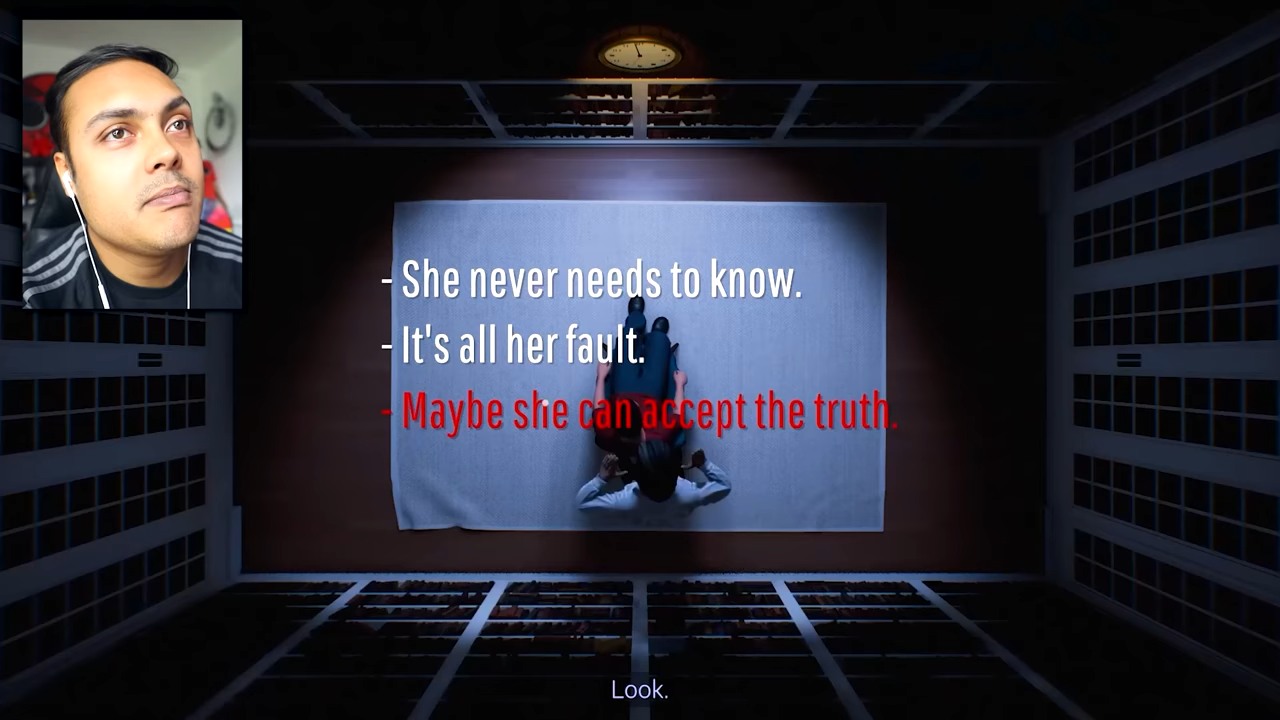 - She never needs to know.
- It's all her fault.
- Maybe she can accept the truth.
Look.